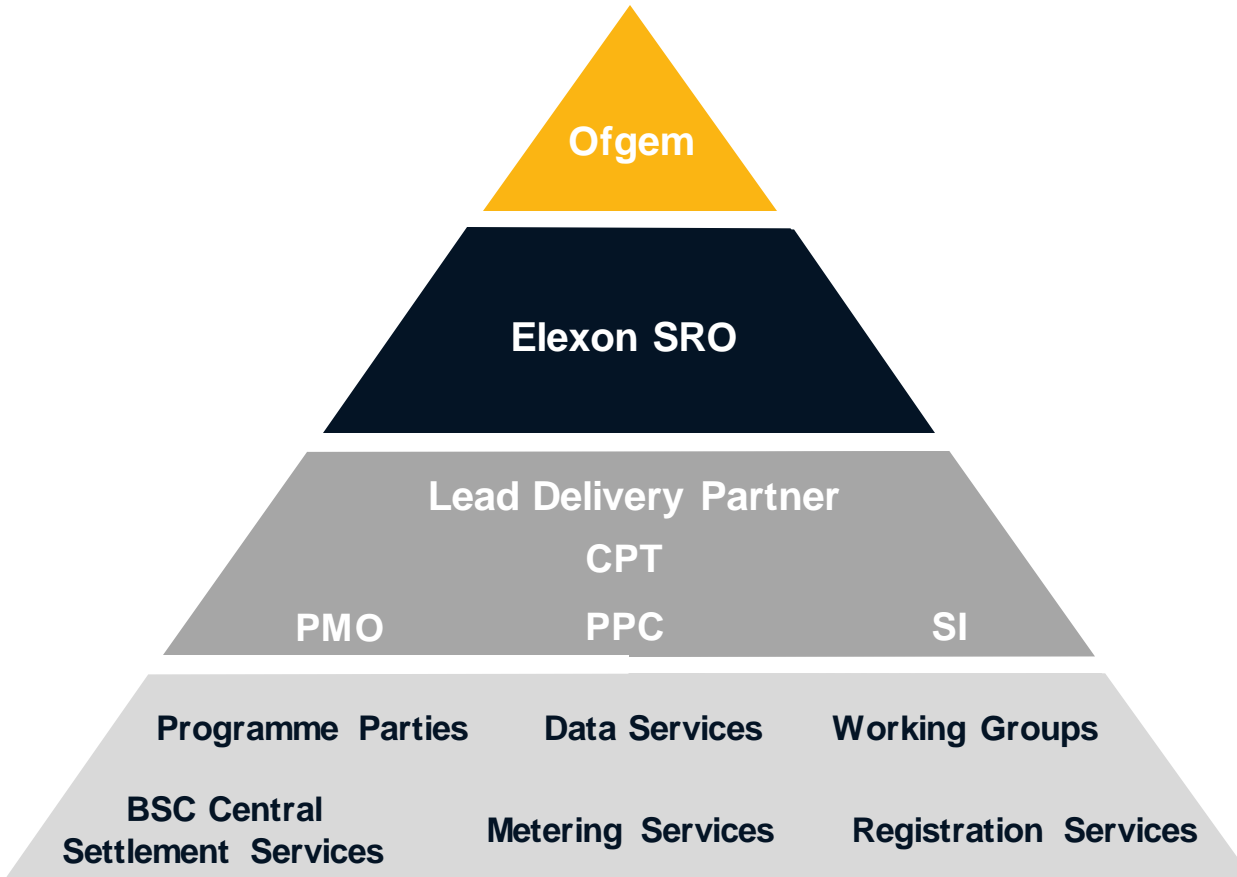 Ofgem
Elexon SRO
Lead Delivery Partner
CPT
PMO PPC SI
Programme Parties Data Services Working Groups
BSC Central
Settlement Services
Metering Services
Registration Services